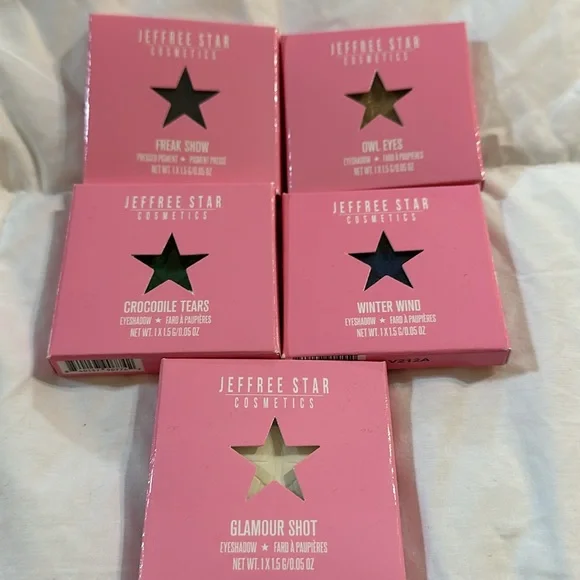 JEFFREE STAR
COSMETICS
FREAK SHOW
PRESSED PIGMENT ★ PIGMENT PRESSÉ
NET WT. 1 X 1.5 G/0.05 OZ
JEFFREE STAR
COSMETICS
OWL EYES
EYESHADOW ★ FARD À PAUPIÈRES
NET WT. 1 X 1.5 G/0.05 OZ
JEFFREE STAR
COSMETICS
CROCODILE TEARS
EYESHADOW ★ FARD À PAUPIÈRES
NET WT. 1 X 1.5 G/0.05 OZ
JEFFREE STAR
COSMETICS
WINTER WIND
EYESHADOW ★ FARD À PAUPIÈRES
NET WT. 1 X 1.5 G/0.05 OZ
JEFFREE STAR
COSMETICS
GLAMOUR SHOT
EYESHADOW ★ FARD À PAUPIÈRES
NET WT. 1 X 1.5 G/0.05 OZ